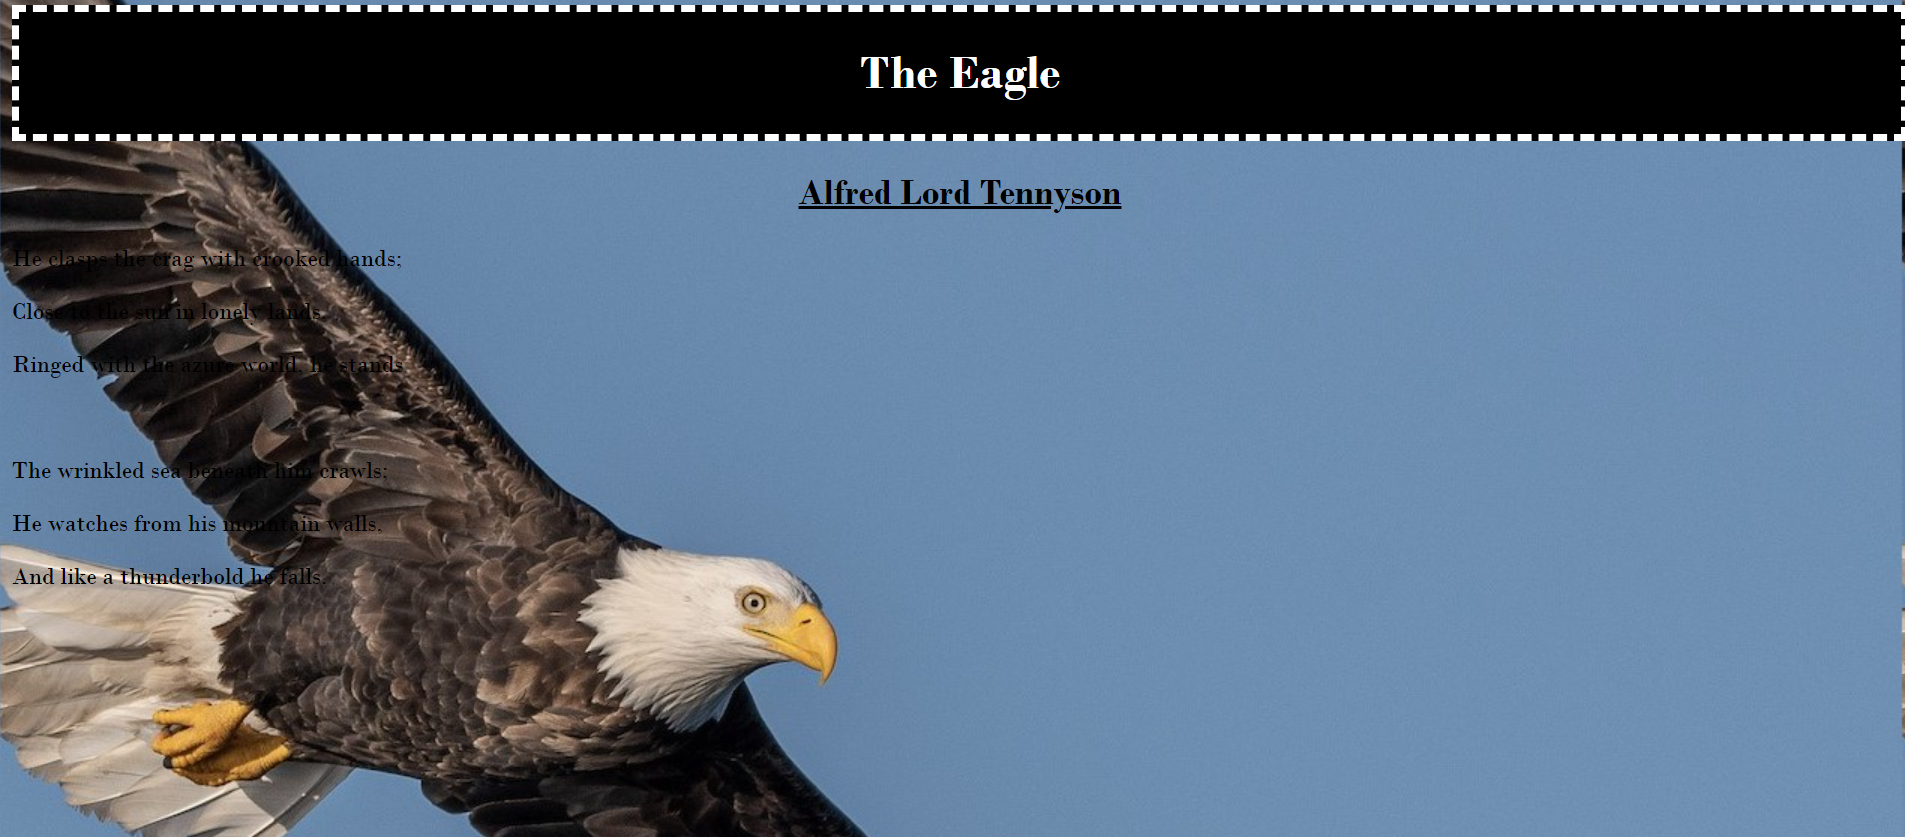 The Eagle
Alfred Lord Tennyson
He clasps the crag with crooked hands;
Close to the sun in lonely lands,
Ringed with the azure world, he stands
The wrinkled sea beneath him crawls;
He watches from his mountain walls,
And like a thunderbold he falls.